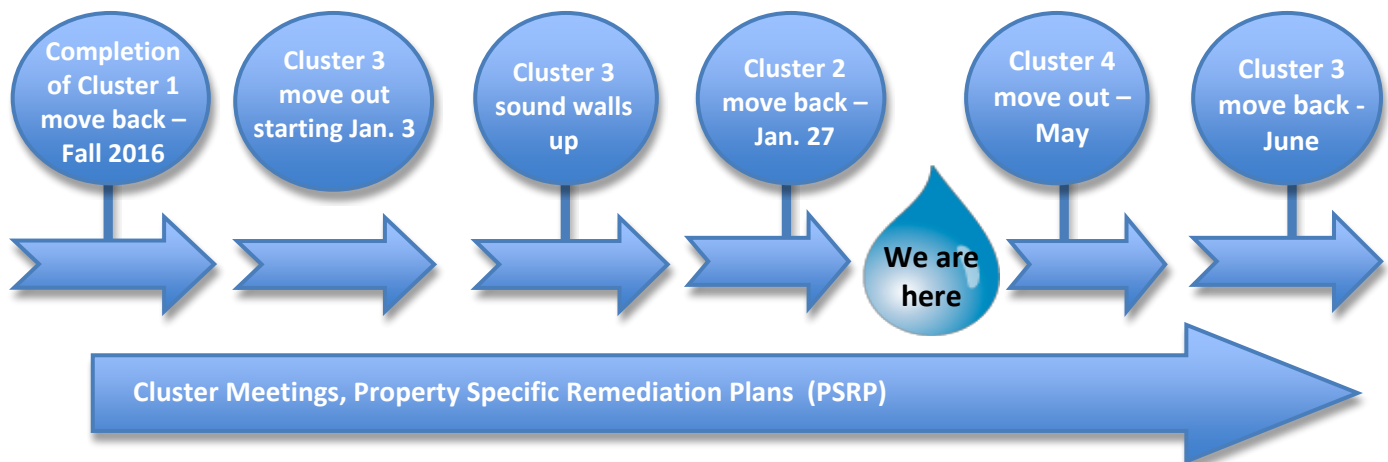 Completion
of Cluster 1
move back –
Fall 2016
Cluster 3
move out
starting Jan. 3
Cluster 3
sound walls
up
Cluster 2
move back –
Jan. 27
We are
here
Cluster 4
move out –
May
Cluster 3
move back -
June
Cluster Meetings, Property Specific Remediation Plans (PSRP)